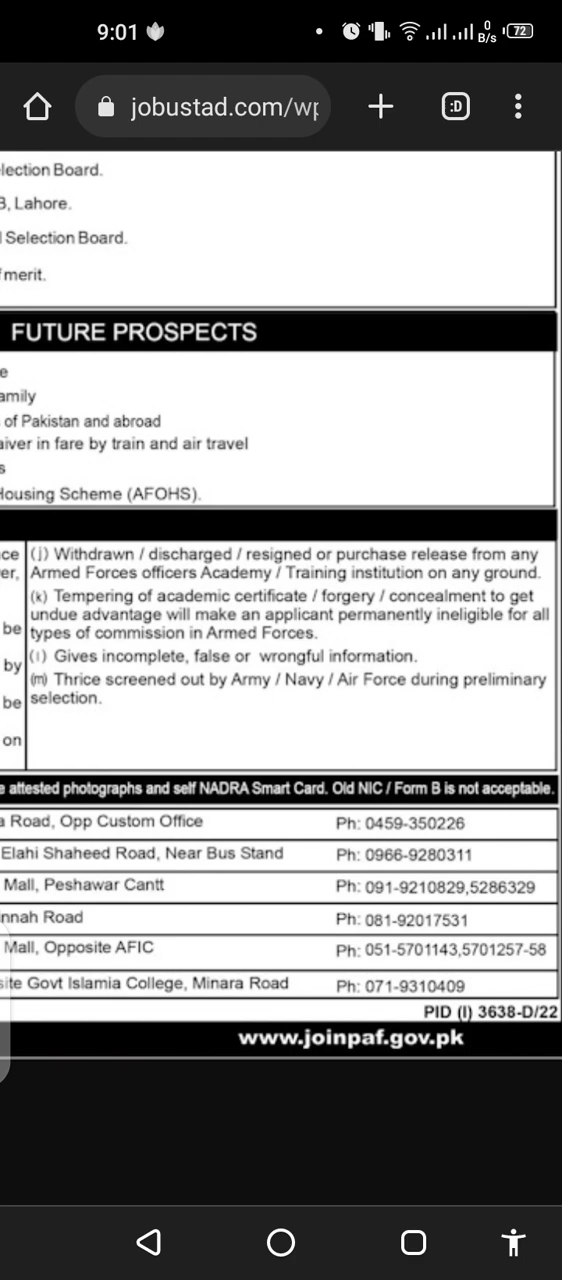 9:01
0 B/s
72
jobustad.com/wp
:D
lection Board.
B, Lahore.
l Selection Board.
f merit.
FUTURE PROSPECTS
e
amily
of Pakistan and abroad
aiver in fare by train and air travel
s
Housing Scheme (AFOHS).
ce
er,
be
by
be
on
(j) Withdrawn / discharged / resigned or purchase release from any
Armed Forces officers Academy / Training institution on any ground.
(k) Tempering of academic certificate / forgery / concealment to get
undue advantage will make an applicant permanently ineligible for all
types of commission in Armed Forces.
(l) Gives incomplete, false or wrongful information.
(m) Thrice screened out by Army / Navy / Air Force during preliminary
selection.
e attested photographs and self NADRA Smart Card. Old NIC / Form B is not acceptable.
a Road, Opp Custom Office Ph: 0459-350226
Elahi Shaheed Road, Near Bus Stand Ph: 0966-9280311
Mall, Peshawar Cantt Ph: 091-9210829,5286329
innah Road Ph: 081-92017531
Mall, Opposite AFIC Ph: 051-5701143,5701257-58
site Govt Islamia College, Minara Road Ph: 071-9310409
PID (I) 3638-D/22
www.joinpaf.gov.pk